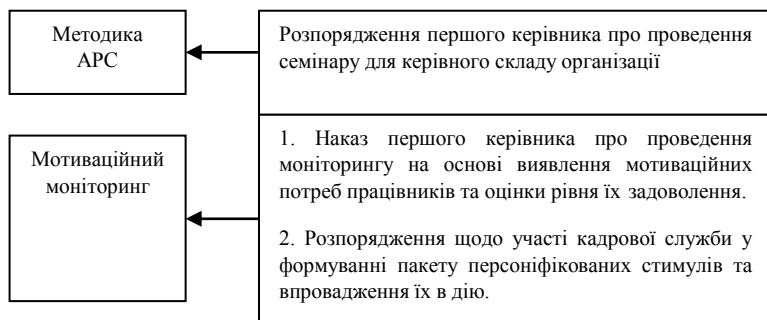 Методика
АРС
Розпорядження першого керівника про проведення
семінару для керівного складу організації
Мотиваційний
моніторинг
1. Наказ першого керівника про проведення
моніторингу на основі виявлення мотиваційних
потреб працівників та оцінки рівня їх задоволення.
2. Розпорядження щодо участі кадрової служби у
формуванні пакету персоніфікованих стимулів та
впровадження їх в дію.